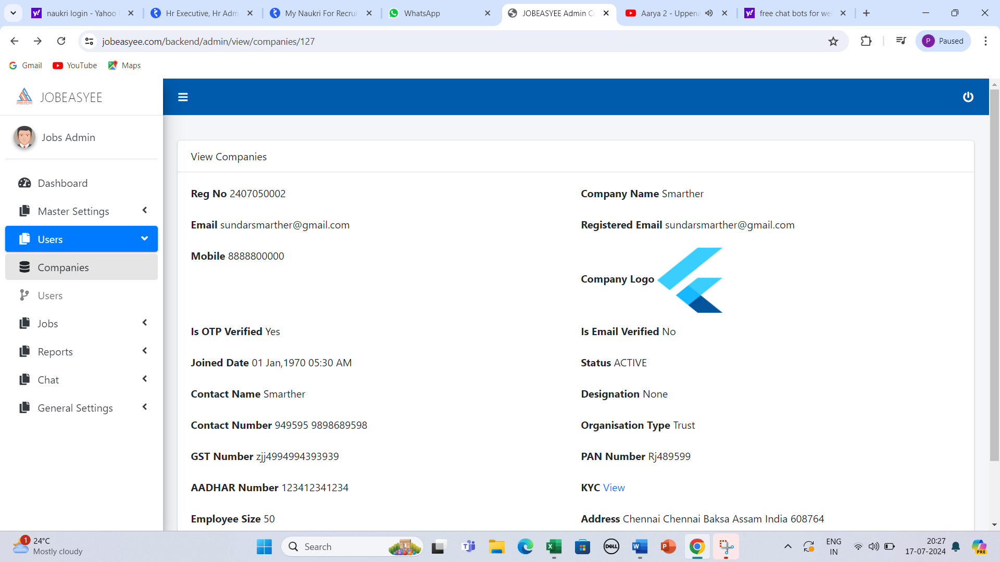 naukri login - Yahoo
Hr Executive, Hr Adm
My Naukri For Recrui
WhatsApp
JOBEASYEE Admin Co
Aarya 2 - Uppena
free chat bots for we
jobeasyee.com/backend/admin/view/companies/127
P Paused
Gmail
YouTube
Maps
JOBEASYEE
Jobs Admin
Dashboard
Master Settings
Users
Companies
Users
Jobs
Reports
Chat
General Settings
View Companies
Reg No 2407050002
Company Name Smarther
Email sundarsmarther@gmail.com
Registered Email sundarsmarther@gmail.com
Mobile 8888800000
Company Logo
Is OTP Verified Yes
Is Email Verified No
Joined Date 01 Jan,1970 05:30 AM
Status ACTIVE
Contact Name Smarther
Designation None
Contact Number 949595 9898689598
Organisation Type Trust
GST Number zjj4994994393939
PAN Number Rj489599
AADHAR Number 123412341234
KYC View
Employee Size 50
Address Chennai Chennai Baksa Assam India 608764
1
24°C
Mostly cloudy
Search
DELL
ENG
IN
20:27
17-07-2024
PRE